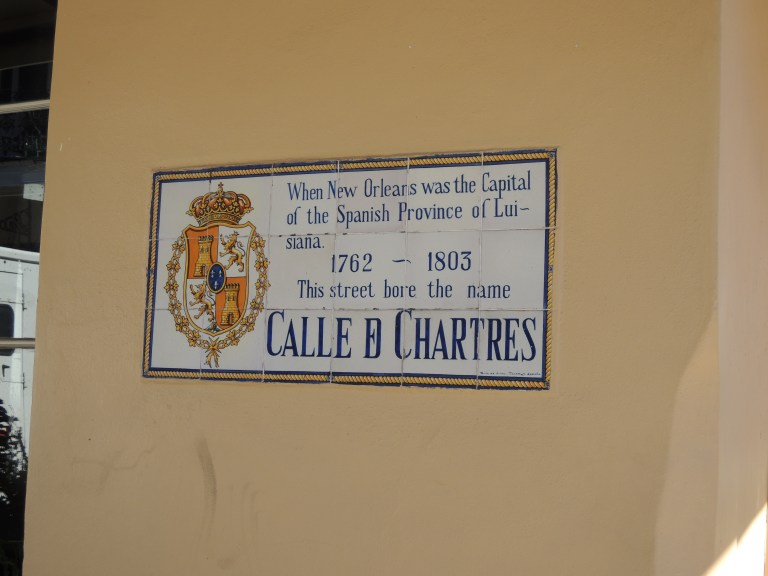 When New Orleans was the Capital
of the Spanish Province of Lui-
siana.
1762 - 1803
This street bore the name
CALLE D CHARTRES